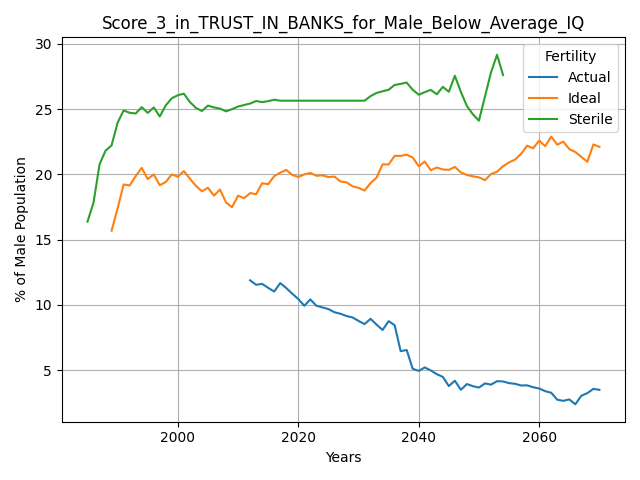 Score_3_in_TRUST_IN_BANKS_for_Male_Below_Average_IQ
% of Male Population
30
25
20
15
10
5
Fertility
Actual
Ideal
Sterile
2000
2020
2040
2060
Years